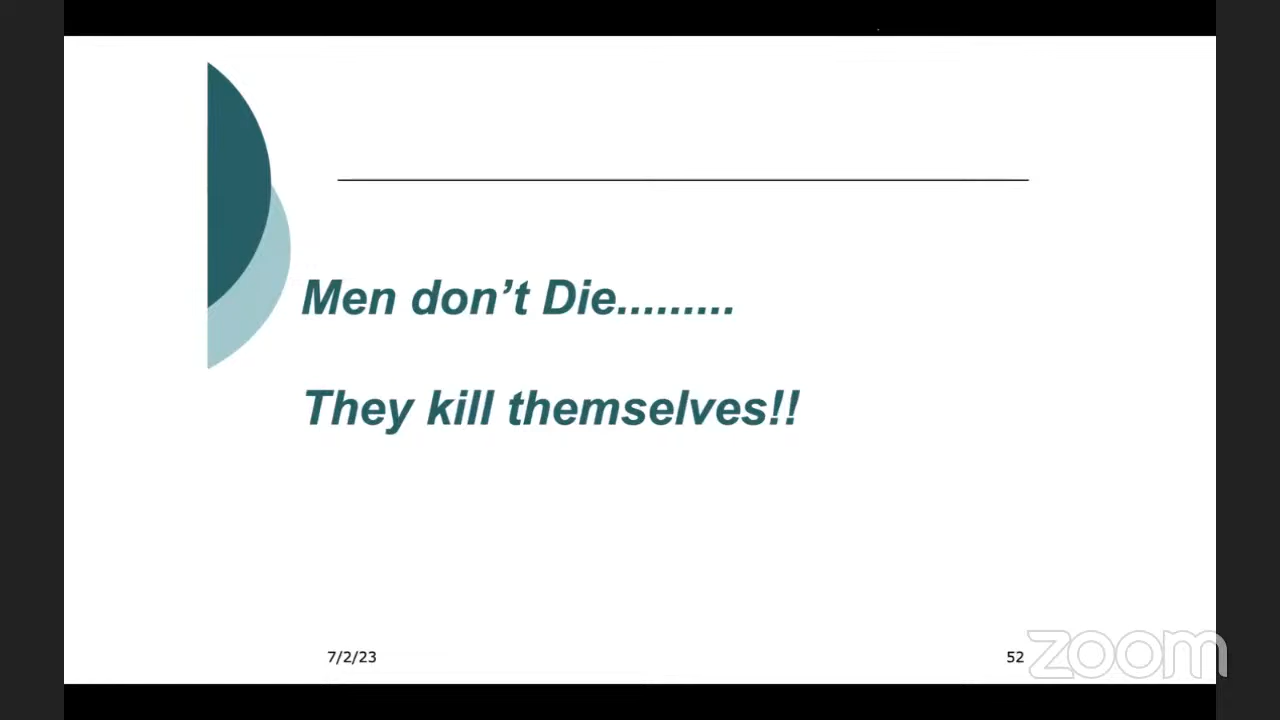 Men don’t Die.........
They kill themselves!!
7/2/23
52
zoom